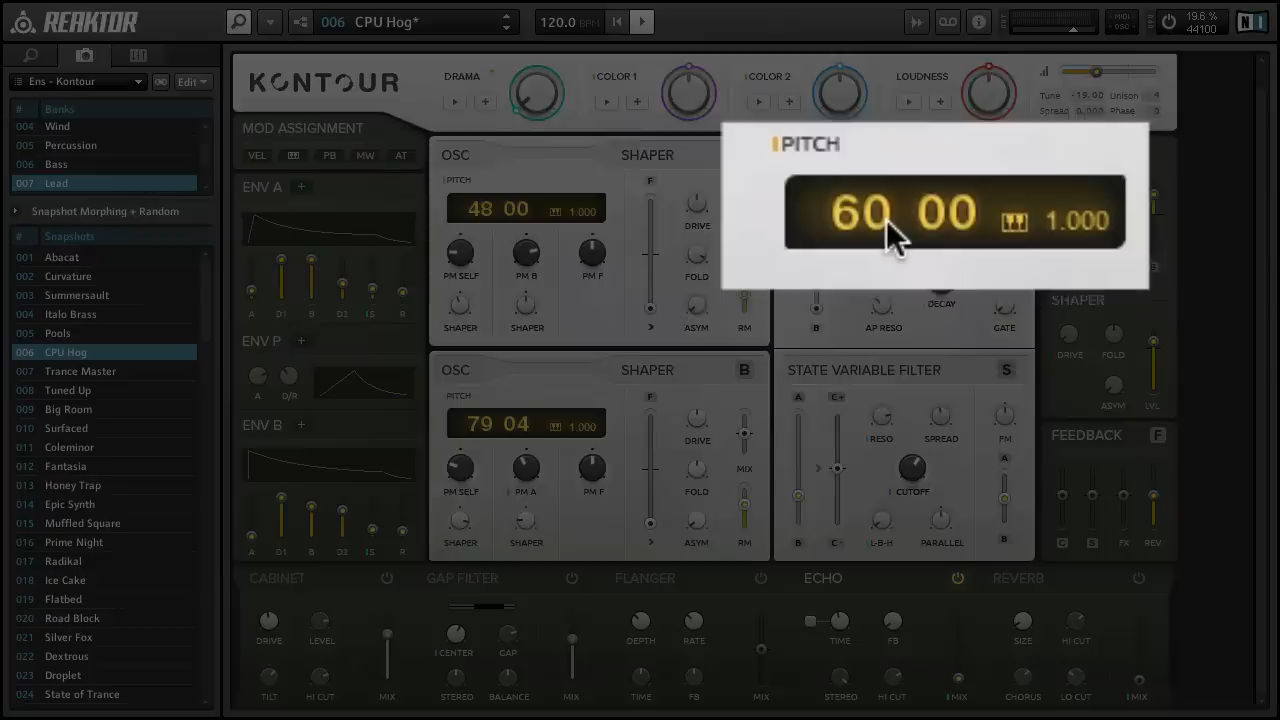 REAKTOR
006 CPU Hog*
120.0 BPM
19.6 %
44100
MIDI
OSC
Ens - Kontour
Edit
# Banks
004 Wind
005 Percussion
006 Bass
007 Lead
Snapshot Morphing + Random
# Snapshots
001 Abacat
002 Curvature
003 Summersault
004 Italo Brass
005 Pools
006 CPU Hog
007 Trance Master
008 Tuned Up
009 Big Room
010 Surfaced
011 Coleminor
012 Fantasia
013 Honey Trap
014 Epic Synth
015 Muffled Square
016 Prime Night
017 Radikal
018 Ice Cake
019 Flatbed
020 Road Block
021 Silver Fox
022 Dextrous
023 Droplet
024 State of Trance
KONTOUR
DRAMA
COLOR 1
COLOR 2
LOUDNESS
Tune -19.00 Unison 4
Spread 0.000 Phase 0
MOD ASSIGNMENT
VEL PB MW AT
ENV A +
A D1 B D2 S R
ENV P +
A D/R
ENV B +
A D1 B D2 S R
OSC SHAPER
PITCH
48 00 1.000
F
DRIVE
PM SELF PM B PM F
FOLD
SHAPER SHAPER
ASYM RM
PITCH
60 00 1.000
DECAY
B AP RESO GATE
OSC SHAPER B
PITCH
79 04 1.000
F
DRIVE
MIX
PM SELF PM A PM F
FOLD
SHAPER SHAPER
ASYM RM
STATE VARIABLE FILTER S
A C+
RESO SPREAD FM
A
CUTOFF
L-B-H PARALLEL
B C- B
SHAPER
DRIVE FOLD
ASYM LVL
FEEDBACK F
C S FX REV
CABINET
DRIVE LEVEL
TILT HI CUT MIX
GAP FILTER
CENTER GAP
STEREO BALANCE MIX
FLANGER
DEPTH RATE
TIME FB MIX
ECHO
TIME FB
STEREO HI CUT MIX
REVERB
SIZE HI CUT
CHORUS LO CUT MIX